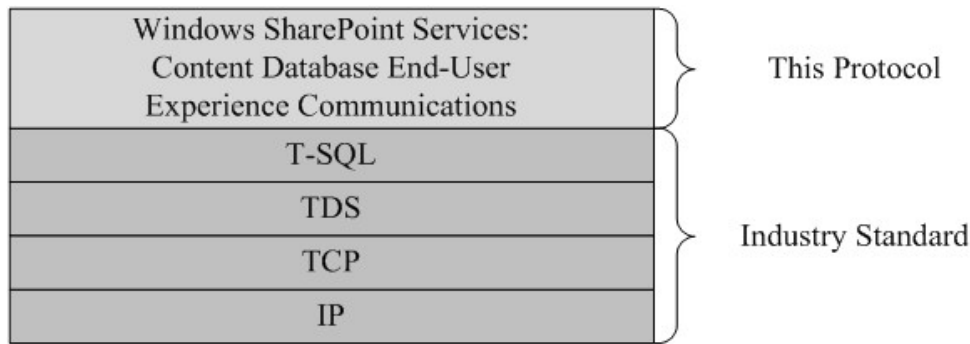 Windows SharePoint Services:
Content Database End-User
Experience Communications
This Protocol
T-SQL
TDS
Industry Standard
TCP
IP